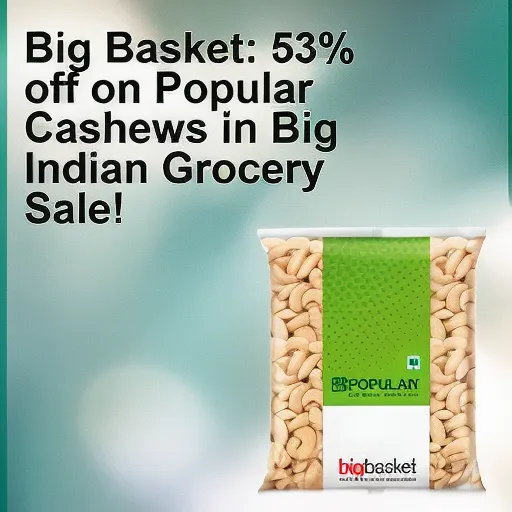 Big Basket: 53%
off on Popular
Cashews in Big
Indian Grocery
Sale!
POPULAN
bigbasket